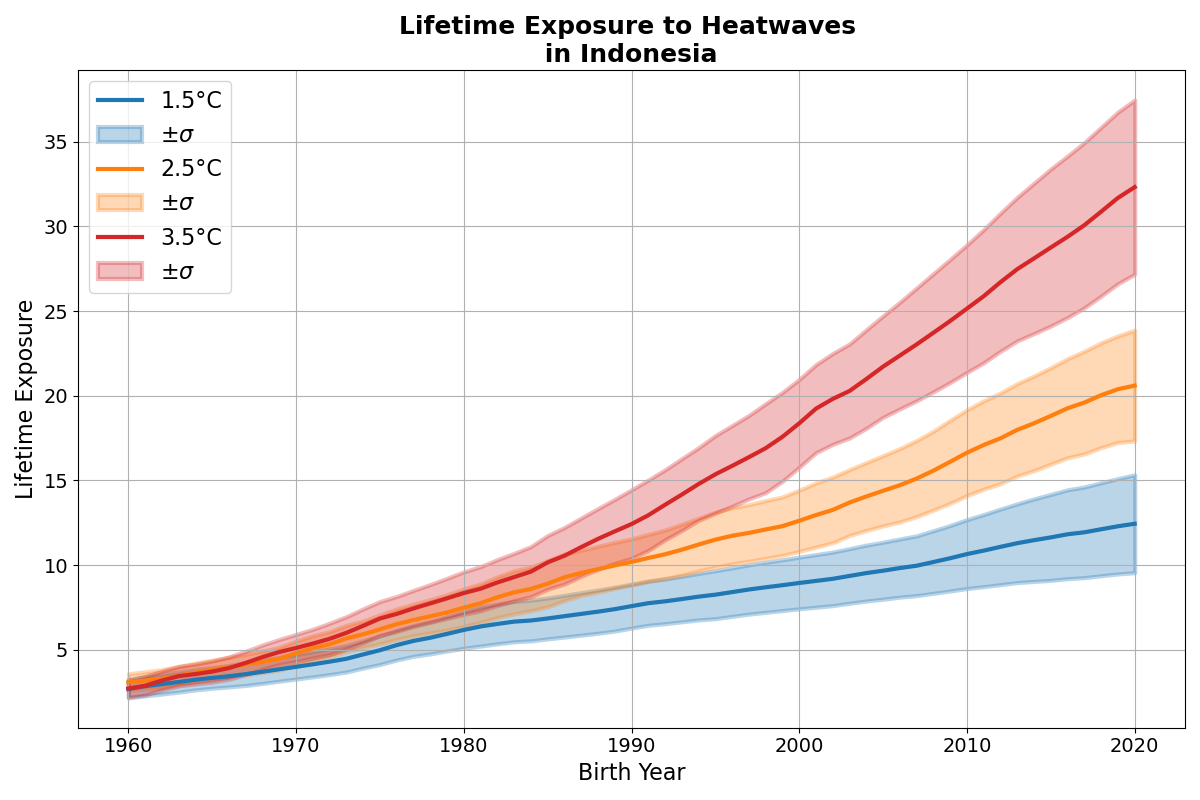 Lifetime Exposure to Heatwaves
in Indonesia
1.5°C
±σ
2.5°C
±σ
3.5°C
±σ
Lifetime Exposure
35
30
25
20
15
10
5
1960 1970 1980 1990 2000 2010 2020
Birth Year